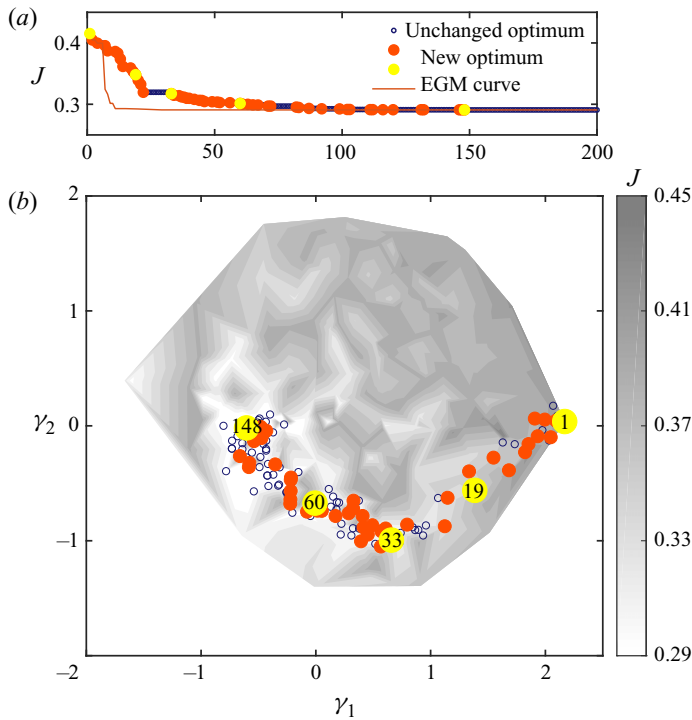 (a)
0.4
J
0.3
Unchanged optimum
New optimum
EGM curve
0 50 100 150 200
(b)
2
1
0
−1
−2
γ2
148
60
33
19
1
−2 −1 0 1 2
γ1
J
0.45
0.41
0.37
0.33
0.29